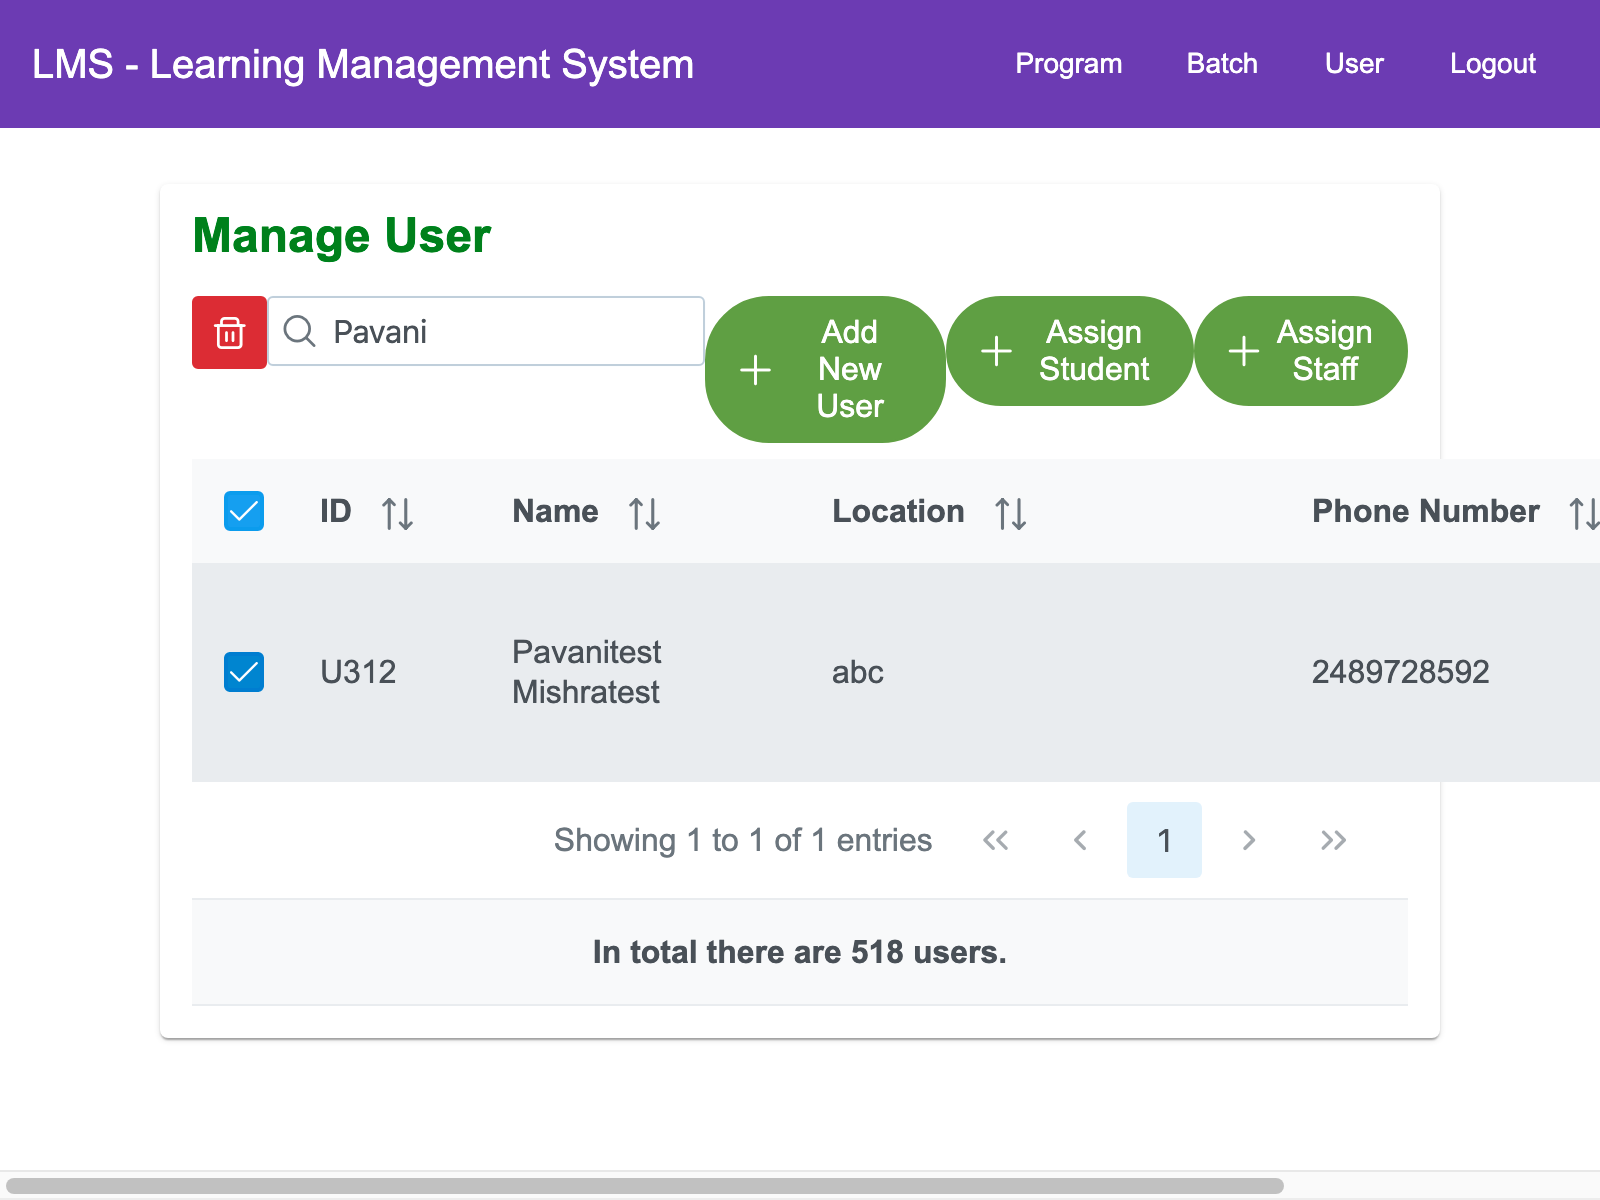 LMS - Learning Management System
Program Batch User Logout
Manage User
Pavani
Add
New
User
Assign
Student
Assign
Staff
ID Name Location Phone Number
U312 Pavanitest
Mishratest abc 2489728592
Showing 1 to 1 of 1 entries 1
In total there are 518 users.